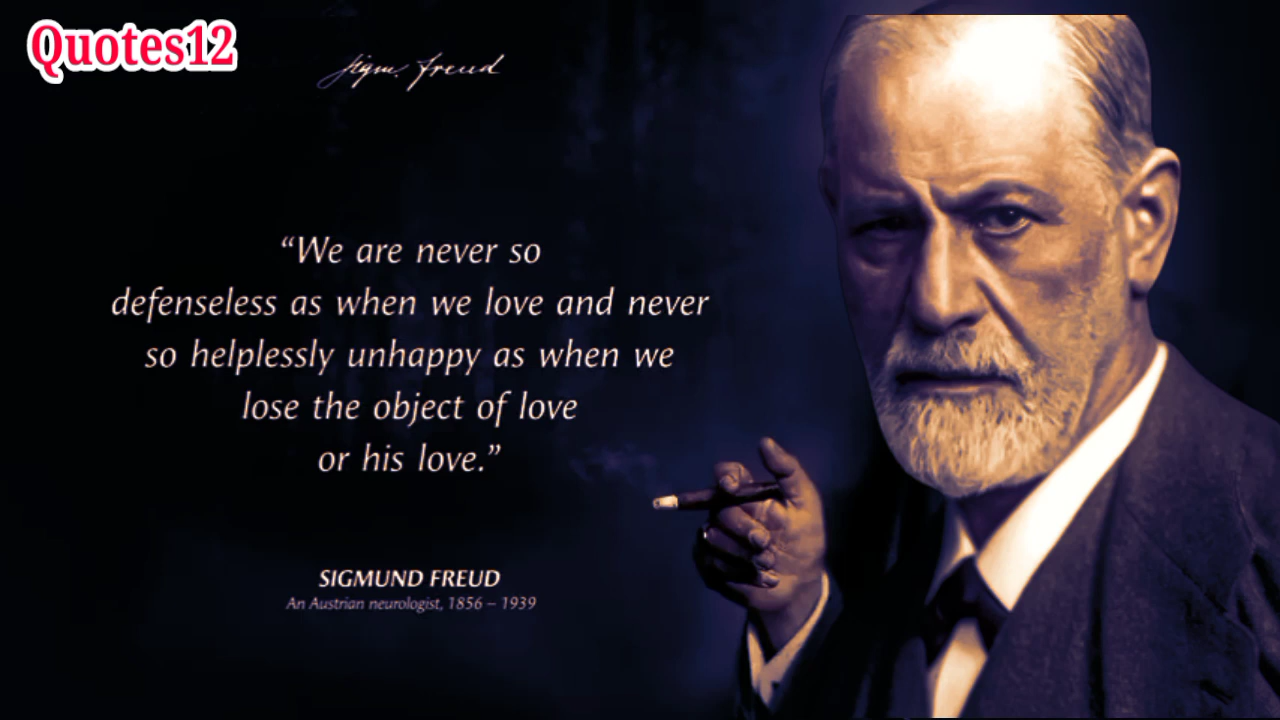 Quotes12
Sigm. Freud
“We are never so
defenseless as when we love and never
so helplessly unhappy as when we
lose the object of love
or his love.”
SIGMUND FREUD
An Austrian neurologist, 1856 – 1939